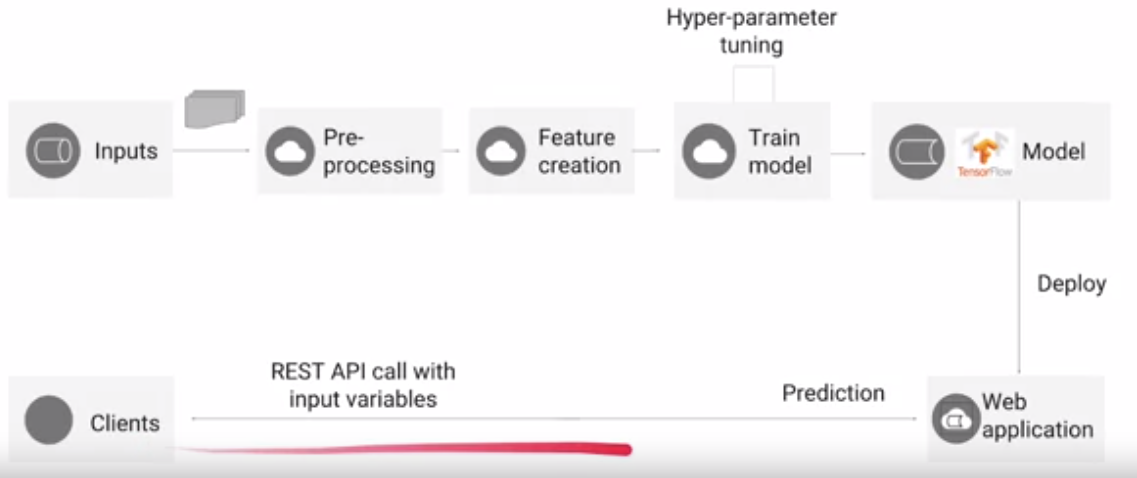 Hyper-parameter
tuning
Inputs
Pre-
processing
Feature
creation
Train
model
TensorFlow
Model
Deploy
REST API call with
input variables
Prediction
Clients
Web
application